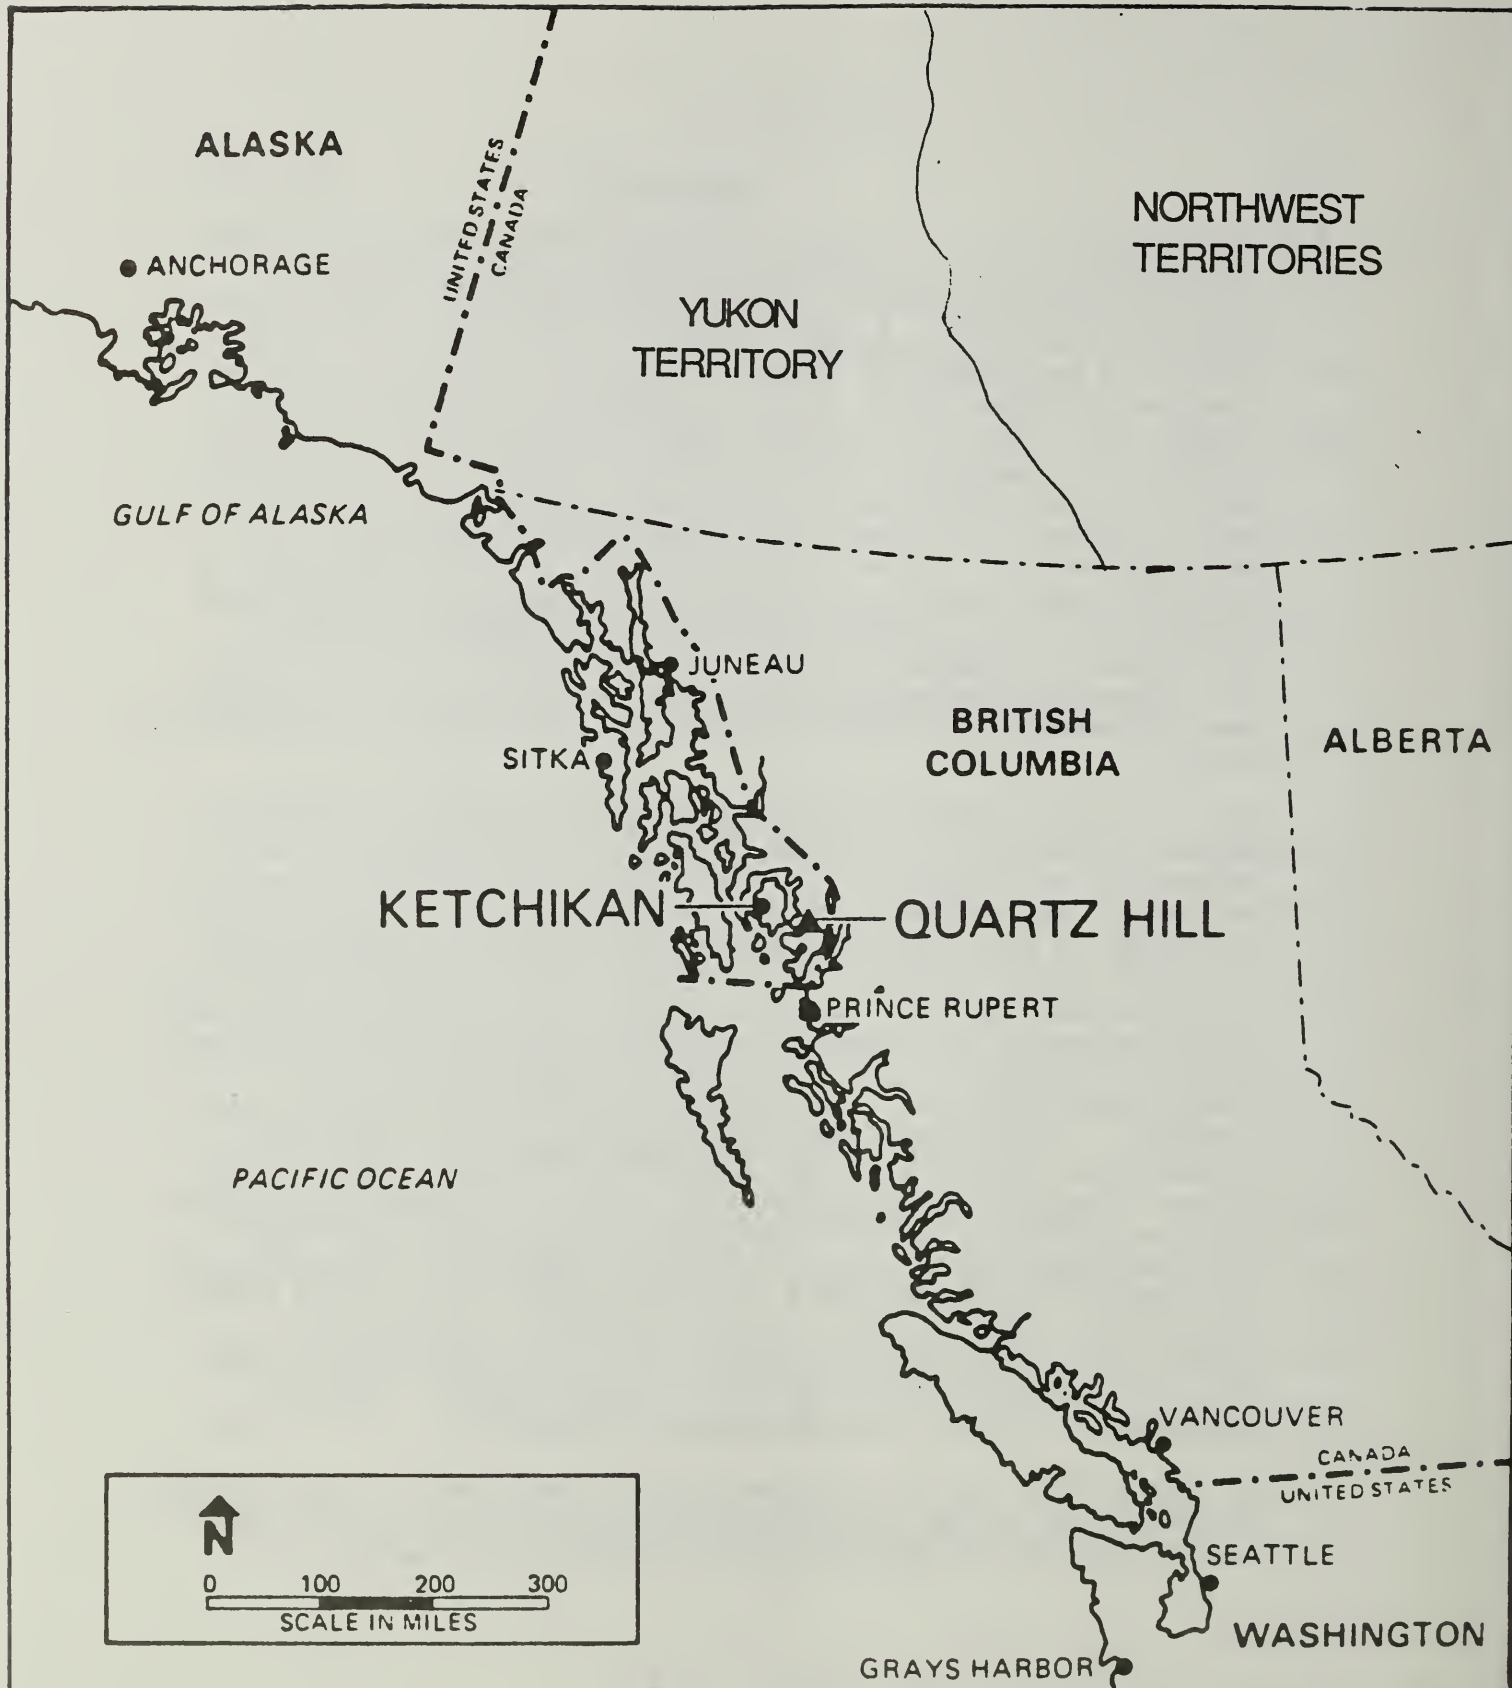 ALASKA
UNITED STATES
CANADA
NORTHWEST
TERRITORIES
ANCHORAGE
YUKON
TERRITORY
GULF OF ALASKA
JUNEAU
BRITISH
COLUMBIA
ALBERTA
SITKA
KETCHIKAN
QUARTZ HILL
PRINCE RUPERT
PACIFIC OCEAN
VANCOUVER
CANADA
UNITED STATES
N
SEATTLE
0 100 200 300
SCALE IN MILES
WASHINGTON
GRAYS HARBOR